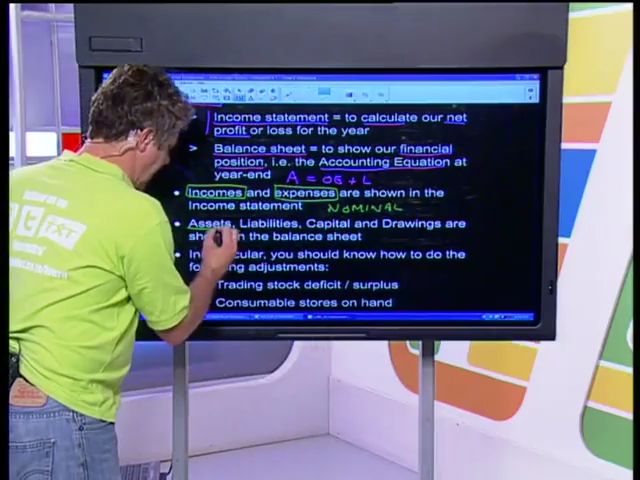 Income statement = to calculate our net
profit or loss for the year
> Balance sheet = to show our financial
position, i.e. the Accounting Equation at
year-end A = OE + L
• Incomes and expenses are shown in the
Income statement NOMINAL
• Assets, Liabilities, Capital and Drawings are
in the balance sheet
you should know how to do the
adjustments:
Trading stock deficit / surplus
Consumable stores on hand
TXT